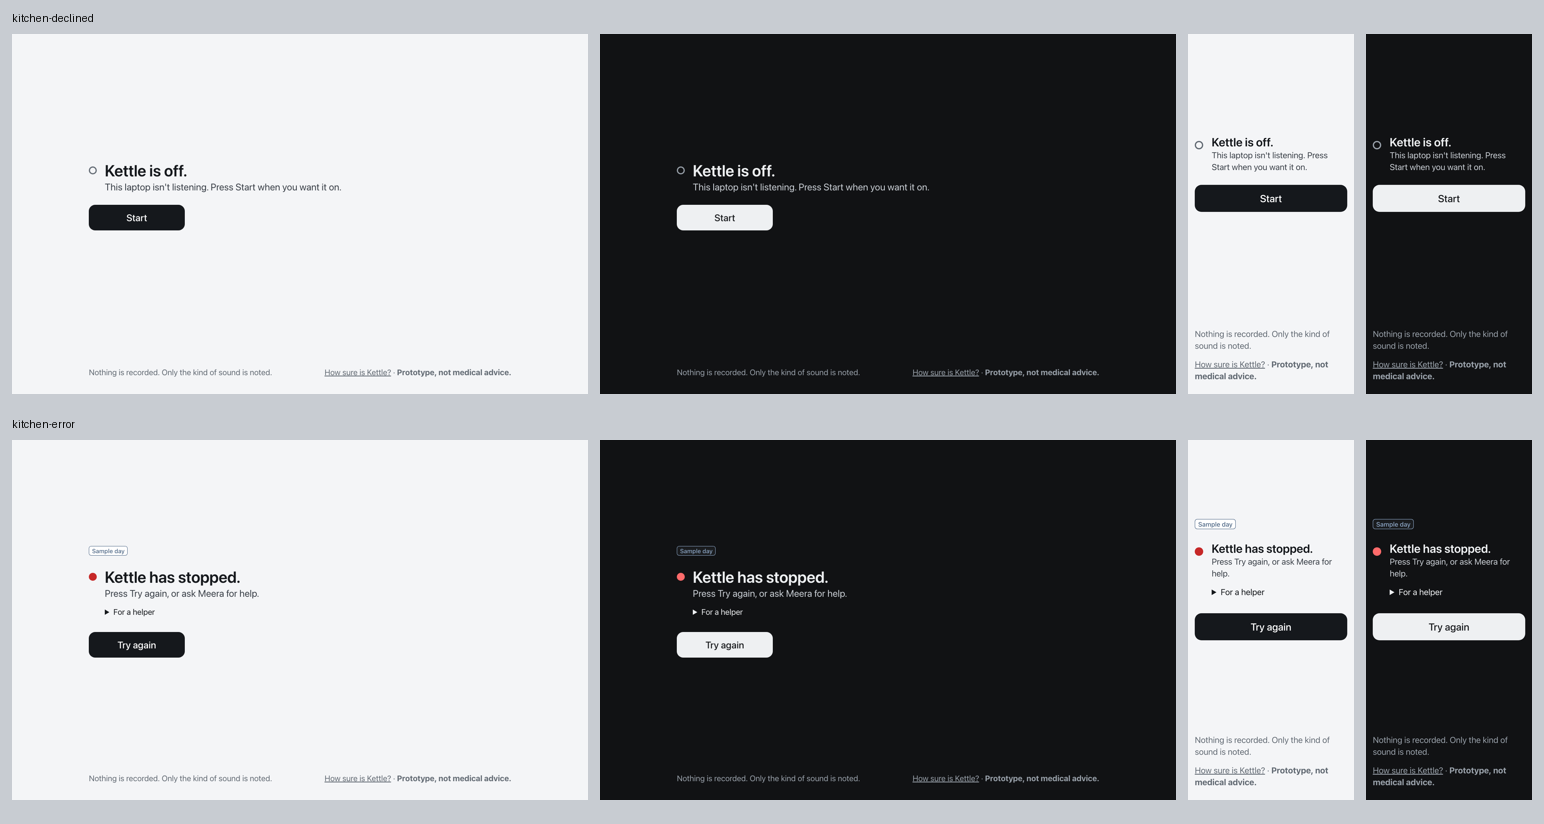 kitchen-declined
Kettle is off.
This laptop isn't listening. Press Start when you want it on.
Start
Nothing is recorded. Only the kind of sound is noted.
How sure is Kettle? · Prototype, not medical advice.
Kettle is off.
This laptop isn't listening. Press Start when you want it on.
Start
Nothing is recorded. Only the kind of sound is noted.
How sure is Kettle? · Prototype, not medical advice.
Kettle is off.
This laptop isn't listening. Press
Start when you want it on.
Start
Nothing is recorded. Only the kind of
sound is noted.
How sure is Kettle? · Prototype, not
medical advice.
Kettle is off.
This laptop isn't listening. Press
Start when you want it on.
Start
Nothing is recorded. Only the kind of
sound is noted.
How sure is Kettle? · Prototype, not
medical advice.
kitchen-error
Sample day
Kettle has stopped.
Press Try again, or ask Meera for help.
For a helper
Try again
Nothing is recorded. Only the kind of sound is noted.
How sure is Kettle? · Prototype, not medical advice.
Sample day
Kettle has stopped.
Press Try again, or ask Meera for help.
For a helper
Try again
Nothing is recorded. Only the kind of sound is noted.
How sure is Kettle? · Prototype, not medical advice.
Sample day
Kettle has stopped.
Press Try again, or ask Meera for
help.
For a helper
Try again
Nothing is recorded. Only the kind of
sound is noted.
How sure is Kettle? · Prototype, not
medical advice.
Sample day
Kettle has stopped.
Press Try again, or ask Meera for
help.
For a helper
Try again
Nothing is recorded. Only the kind of
sound is noted.
How sure is Kettle? · Prototype, not
medical advice.